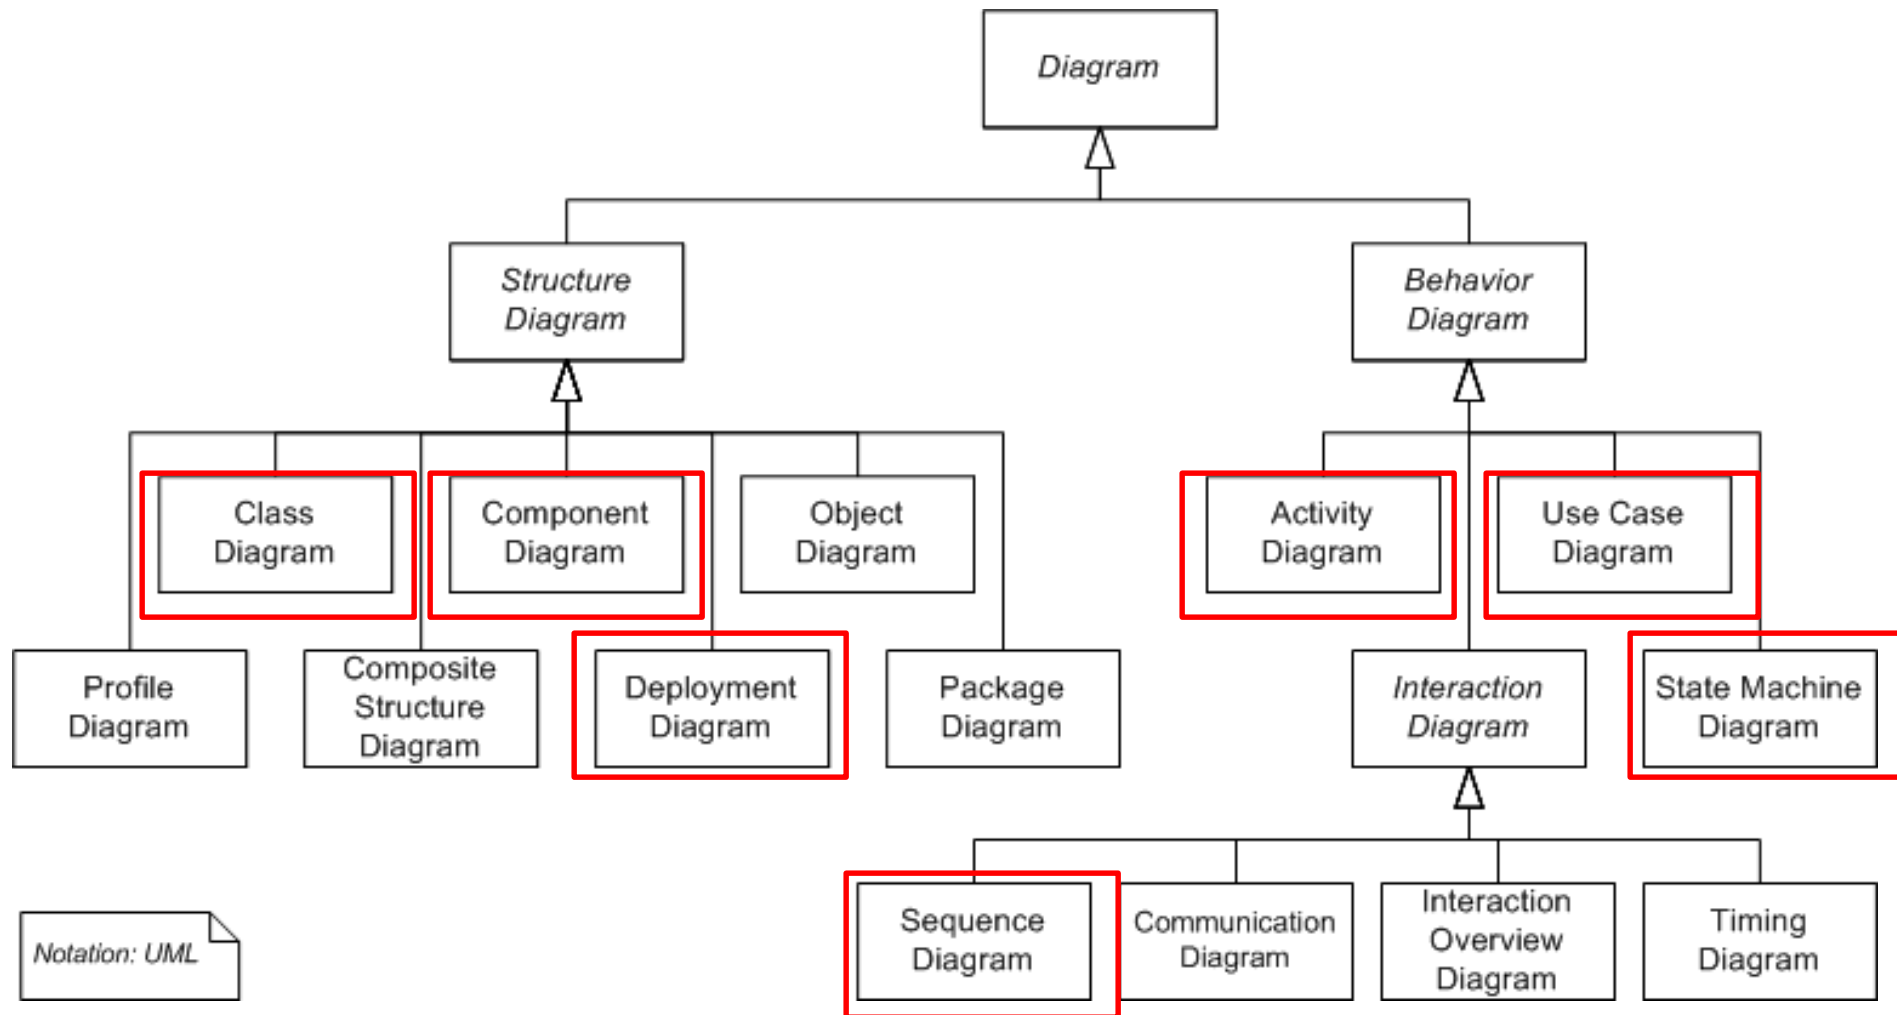 Diagram
Structure
Diagram
Behavior
Diagram
Class
Diagram
Component
Diagram
Object
Diagram
Activity
Diagram
Use Case
Diagram
Profile
Diagram
Composite
Structure
Diagram
Deployment
Diagram
Package
Diagram
Interaction
Diagram
State Machine
Diagram
Sequence
Diagram
Communication
Diagram
Interaction
Overview
Diagram
Timing
Diagram
Notation: UML